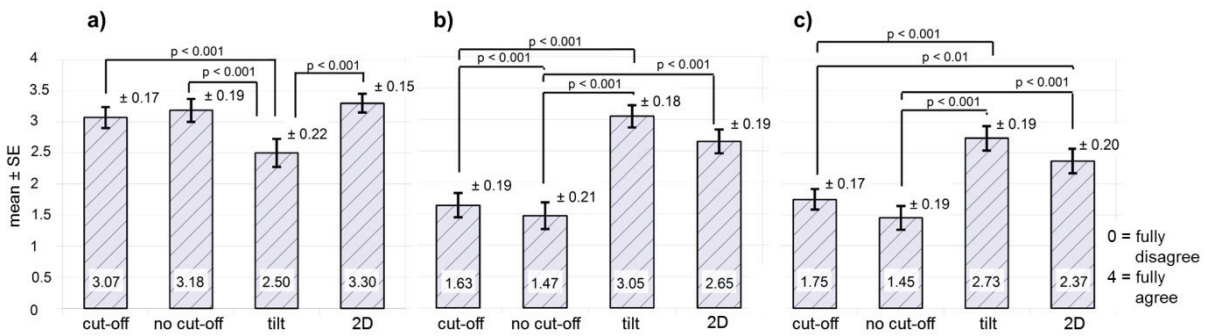 a)
b)
c)
mean ± SE
4
3.5
3
2.5
2
1.5
1
0.5
0
p < 0.001
p < 0.001
p < 0.001
± 0.17
± 0.19
± 0.22
± 0.15
3.07
3.18
2.50
3.30
cut-off
no cut-off
tilt
2D
p < 0.001
p < 0.001
p < 0.001
p < 0.001
± 0.19
± 0.21
± 0.18
± 0.19
1.63
1.47
3.05
2.65
cut-off
no cut-off
tilt
2D
p < 0.001
p < 0.01
p < 0.001
p < 0.001
± 0.17
± 0.19
± 0.19
± 0.20
1.75
1.45
2.73
2.37
cut-off
no cut-off
tilt
2D
0 = fully
disagree
4 = fully
agree